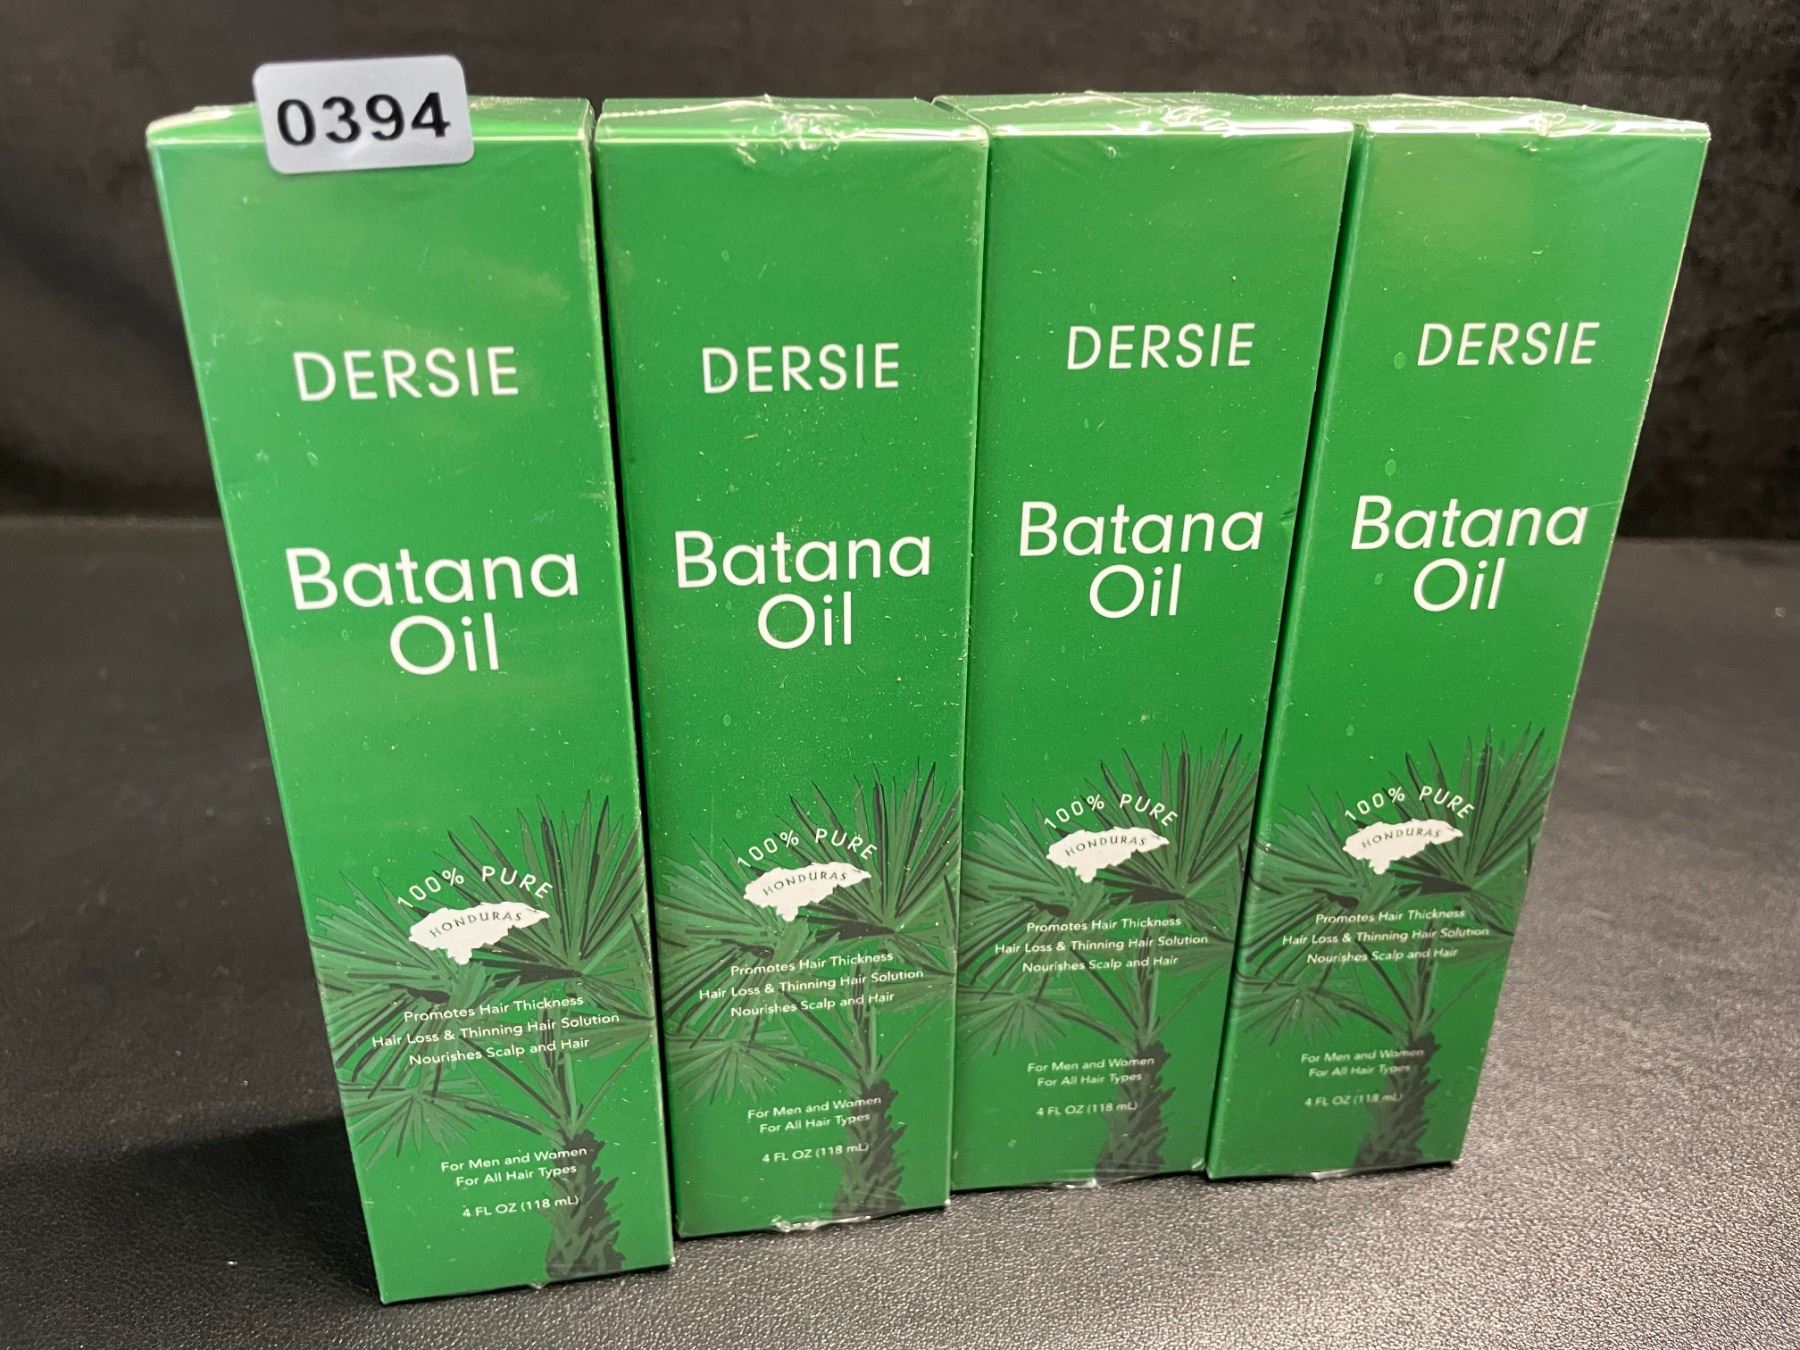 0394
DERSIE
Batana
Oil
100% PURE
HONDURAS
Promotes Hair Thickness
Hair Loss & Thinning Hair Solution
Nourishes Scalp and Hair
For Men and Women
For All Hair Types
4 FL OZ (118 mL)
DERSIE
Batana
Oil
100% PURE
HONDURAS
Promotes Hair Thickness
Hair Loss & Thinning Hair Solution
Nourishes Scalp and Hair
For Men and Women
For All Hair Types
4 FL OZ (118 mL)
DERSIE
Batana
Oil
100% PURE
HONDURAS
Promotes Hair Thickness
Hair Loss & Thinning Hair Solution
Nourishes Scalp and Hair
For Men and Women
For All Hair Types
4 FL OZ (118 mL)
DERSIE
Batana
Oil
100% PURE
HONDURAS
Promotes Hair Thickness
Hair Loss & Thinning Hair Solution
Nourishes Scalp and Hair
For Men and Women
For All Hair Types
4 FL OZ (118 mL)